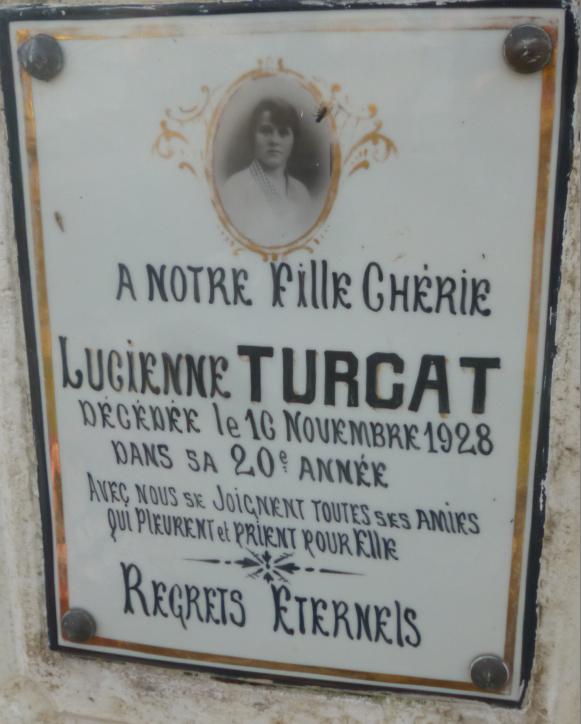 A NOTRE FillE CHÉRIE
LUCIENNE TURCAT
DÉCÉDÉE le 16 NOVEMBRE 1928
DANS SA 20e ANNÉE
AVEC NOUS SE JOIGNENT TOUTES SES AMIES
QUI PlEURENT et PRIENT POUR EllE
REGRETS ETERNElS